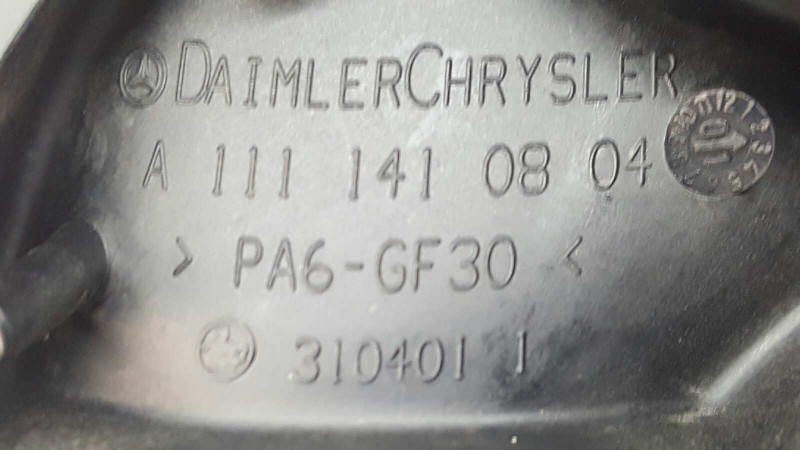 DAIMLERCHRYSLER
A 111 141 08 04
> PA6-GF30 <
310401 1